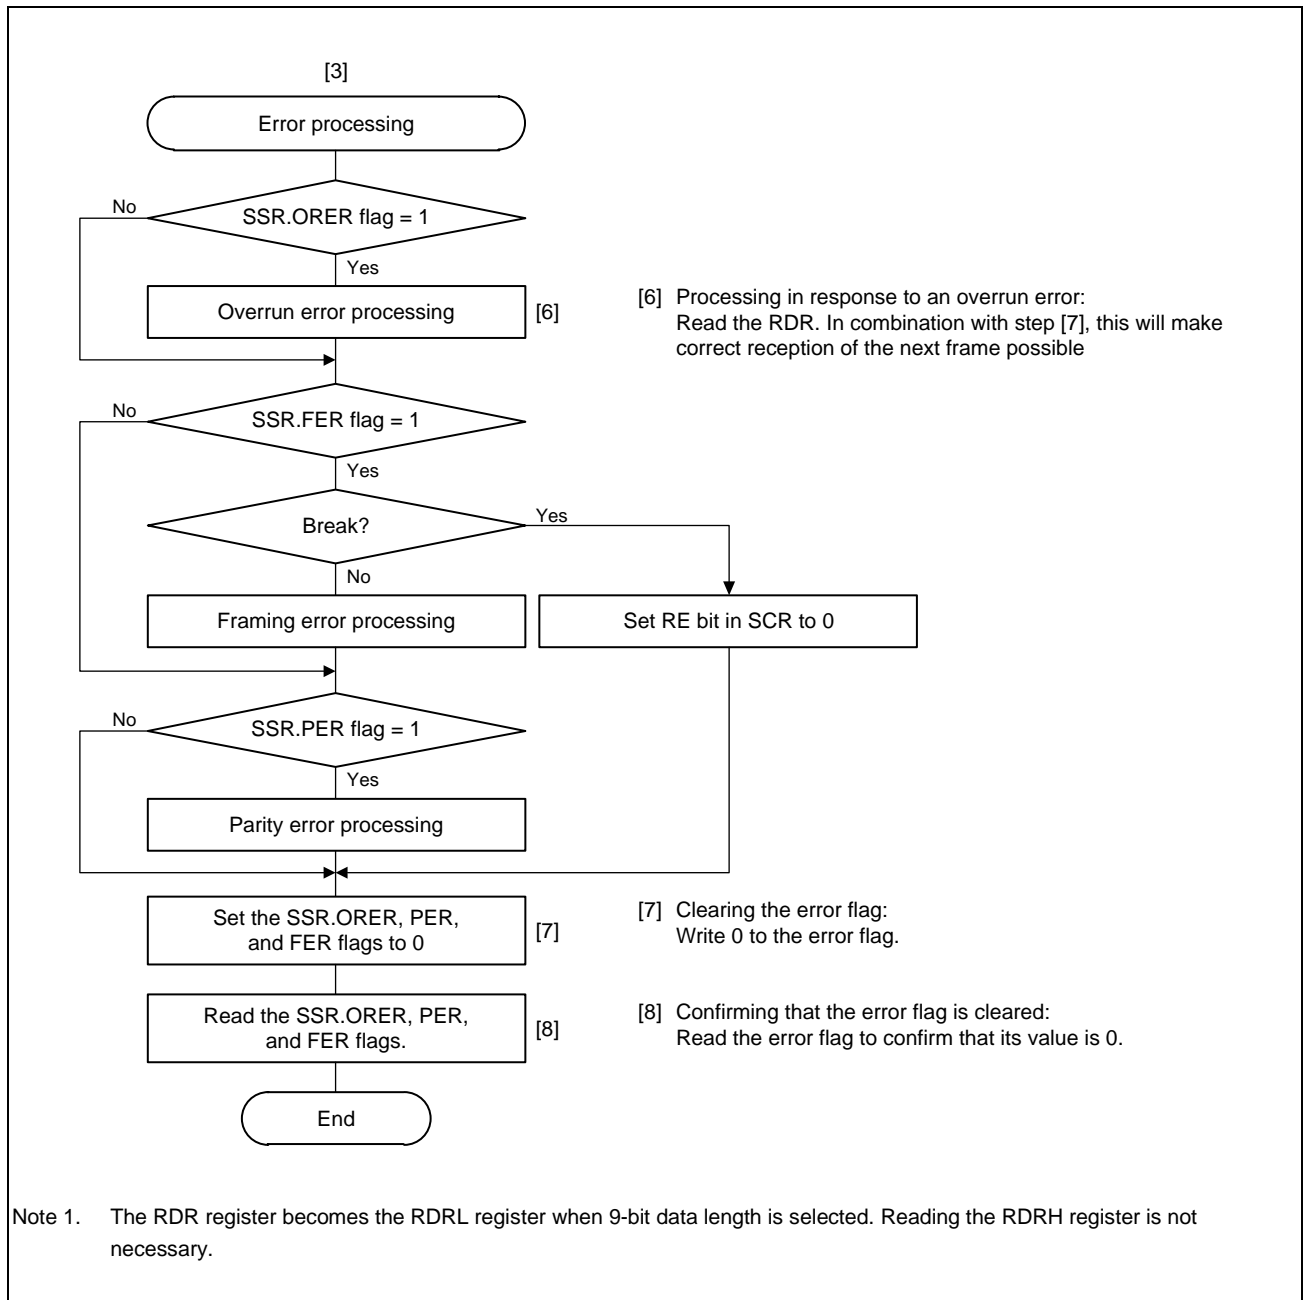 [3]
Error processing
No
SSR.ORER flag = 1
Yes
Overrun error processing
[6]
[6] Processing in response to an overrun error:
Read the RDR. In combination with step [7], this will make
correct reception of the next frame possible
No
SSR.FER flag = 1
Yes
Break?
Yes
No
Framing error processing
Set RE bit in SCR to 0
No
SSR.PER flag = 1
Yes
Parity error processing
Set the SSR.ORER, PER,
and FER flags to 0
[7]
[7] Clearing the error flag:
Write 0 to the error flag.
Read the SSR.ORER, PER,
and FER flags.
[8]
[8] Confirming that the error flag is cleared:
Read the error flag to confirm that its value is 0.
End
Note 1. The RDR register becomes the RDRL register when 9-bit data length is selected. Reading the RDRH register is not
necessary.